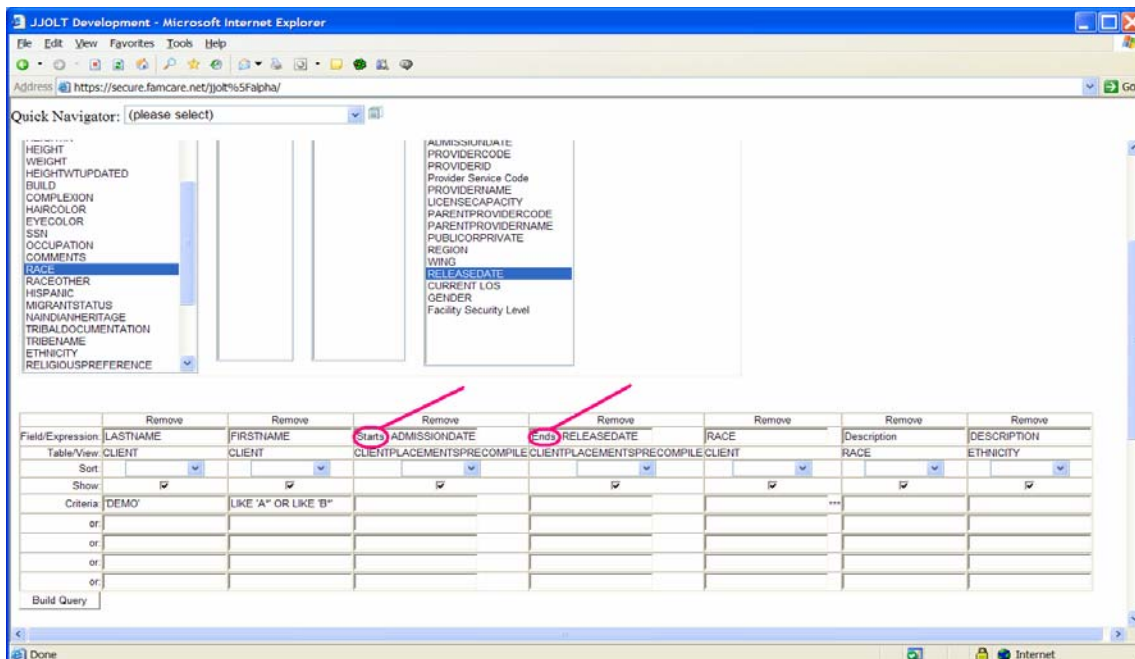 JJOLT Development - Microsoft Internet Explorer
File Edit View Favorites Tools Help
Address https://secure.famcare.net/jjolt%5Falpha/ Go
Quick Navigator: (please select)
HEIGHT
WEIGHT
HEIGHTWTUPDATED
BUILD
COMPLEXION
HAIRCOLOR
EYECOLOR
SSN
OCCUPATION
COMMENTS
RACE
RACEOTHER
HISPANIC
MIGRANTSTATUS
NAINDIANHERITAGE
TRIBALDOCUMENTATION
TRIBENAME
ETHNICITY
RELIGIOUSPREFERENCE
ADMISSIONDATE
PROVIDERCODE
PROVIDERID
Provider Service Code
PROVIDERNAME
LICENSECAPACITY
PARENTPROVIDERCODE
PARENTPROVIDERNAME
PUBLICORPRIVATE
REGION
WING
RELEASEDATE
CURRENT LOS
GENDER
Facility Security Level
Remove Remove Remove Remove Remove Remove Remove
Field/Expression: LASTNAME FIRSTNAME Starts: ADMISSIONDATE Ends: RELEASEDATE RACE Description DESCRIPTION
Table/View: CLIENT CLIENT CLIENTPLACEMENTSPRECOMPILE CLIENTPLACEMENTSPRECOMPILE CLIENT RACE ETHNICITY
Sort:
Show:
Criteria: 'DEMO' LIKE 'A*' OR LIKE 'B*' ***
or:
or:
or:
or:
Build Query
Done Internet